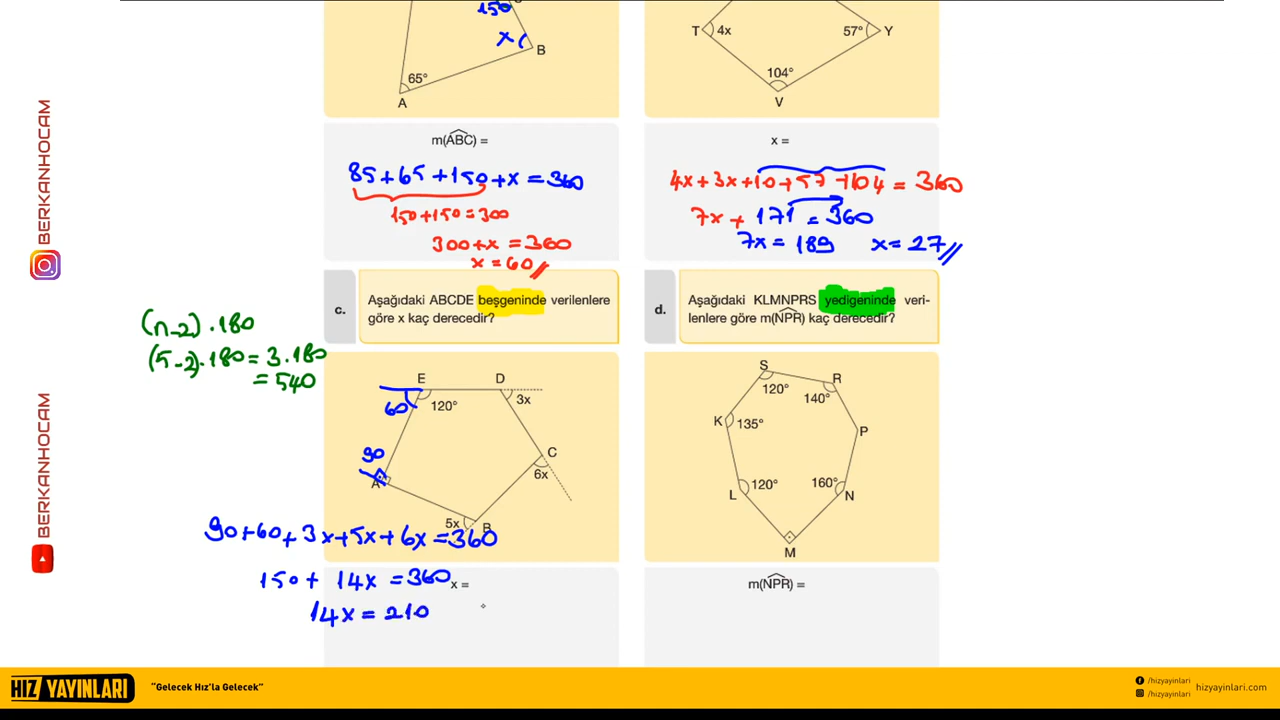 150
x
B
65°
A
T
4x
57°
Y
104°
V
m(ABC) =
x =
85+65+150+x=360
150+150=300
300+x=360
x=60//
4x+3x+10+57+104=360
7x+171=360
7x=189 x=27//
BERKANHOCAM
BERKANHOCAM
c.
Aşağıdaki ABCDE beşgeninde verilenlere
göre x kaç derecedir?
d.
Aşağıdaki KLMNPRS yedigeninde veri-
lenlere göre m(NPR) kaç derecedir?
(n-2).180
(5-2).180=3.180
=540
E
D
60
120°
3x
90
C
A
6x
5x
B
90+60+3x+5x+6x=360
150+14x=360
x =
14x=210
S
R
120°
140°
K
135°
P
L
120°
160°
N
M
m(NPR) =
HIZ YAYINLARI
"Gelecek Hız'la Gelecek"
/hizyayinlari
/hizyayinlari
hizyayinlari.com